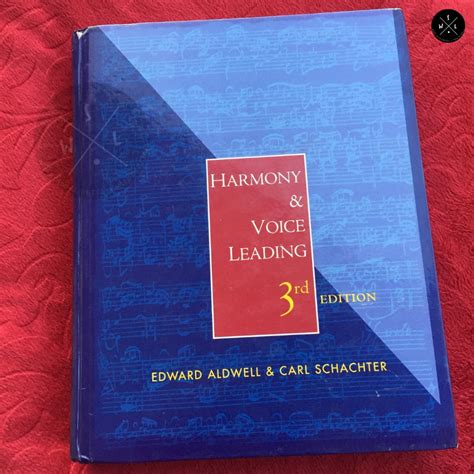 HARMONY
&
VOICE
LEADING
3rd EDITION
EDWARD ALDWELL & CARL SCHACHTER